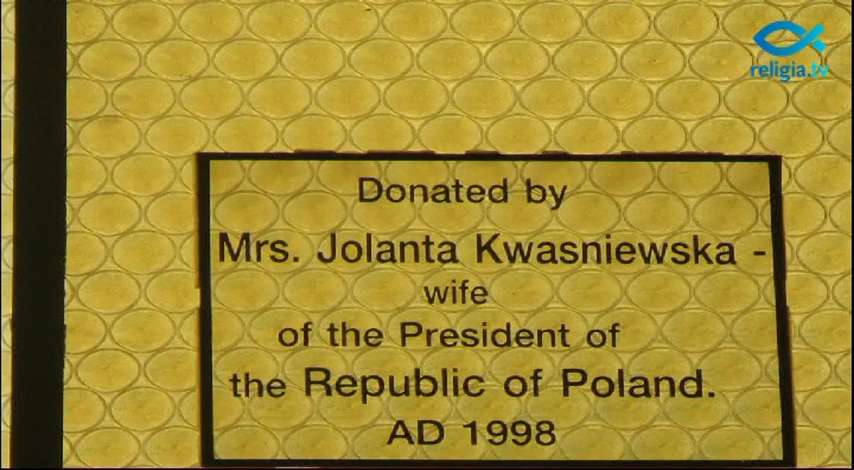 religia.tv
Donated by
Mrs. Jolanta Kwasniewska -
wife
of the President of
the Republic of Poland.
AD 1998